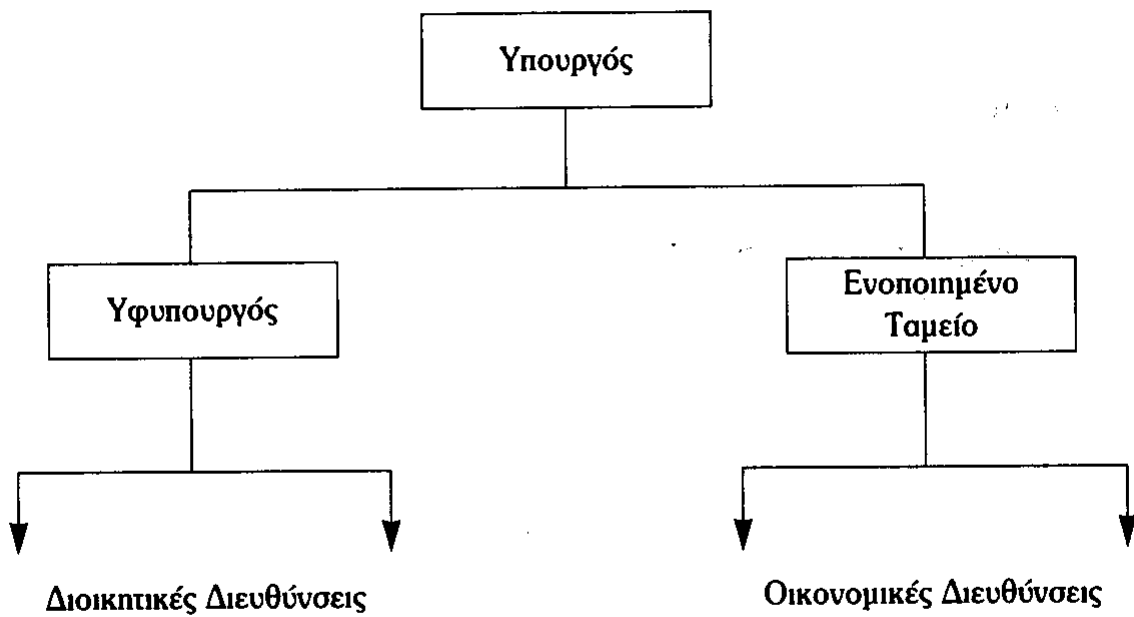 Υπουργός
Υφυπουργός
Ενοποιημένο
Ταμείο
Διοικητικές Διευθύνσεις
Οικονομικές Διευθύνσεις